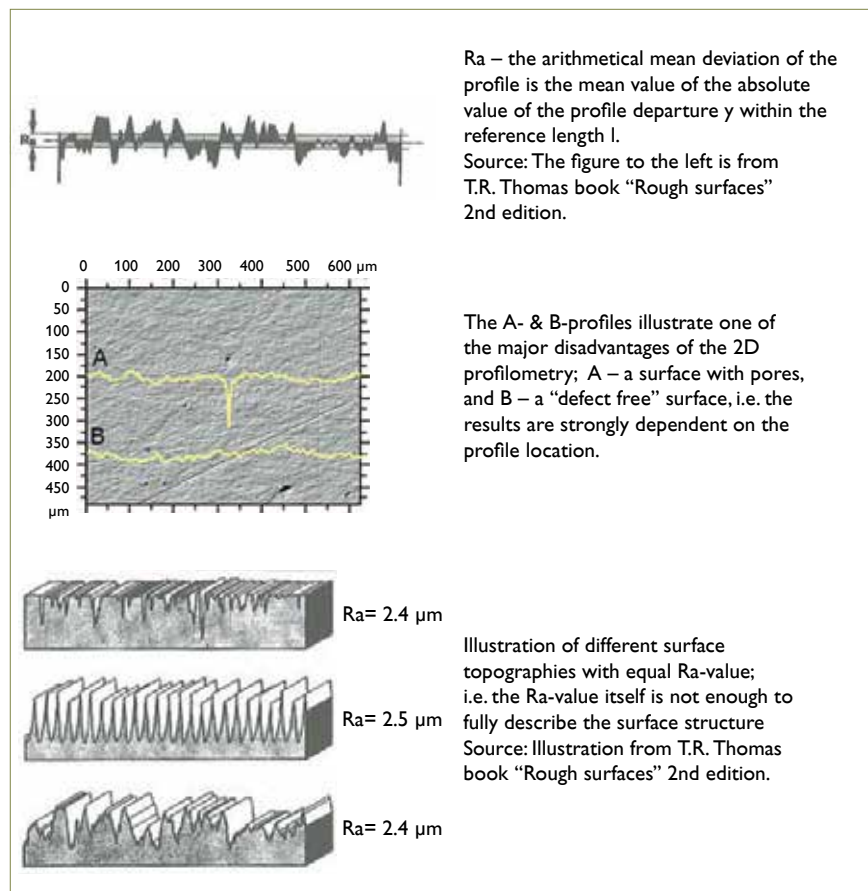 Ra – the arithmetical mean deviation of the
profile is the mean value of the absolute
value of the profile departure y within the
reference length l.
Source: The figure to the left is from
T.R. Thomas book “Rough surfaces”
2nd edition.
0 100 200 300 400 500 600 µm
0
50
100
150
200
250
300
350
400
450
µm
A
B
The A- & B-profiles illustrate one of
the major disadvantages of the 2D
profilometry; A – a surface with pores,
and B – a “defect free” surface, i.e. the
results are strongly dependent on the
profile location.
Ra= 2.4 µm
Ra= 2.5 µm
Ra= 2.4 µm
Illustration of different surface
topographies with equal Ra-value;
i.e. the Ra-value itself is not enough to
fully describe the surface structure
Source: Illustration from T.R. Thomas
book “Rough surfaces” 2nd edition.